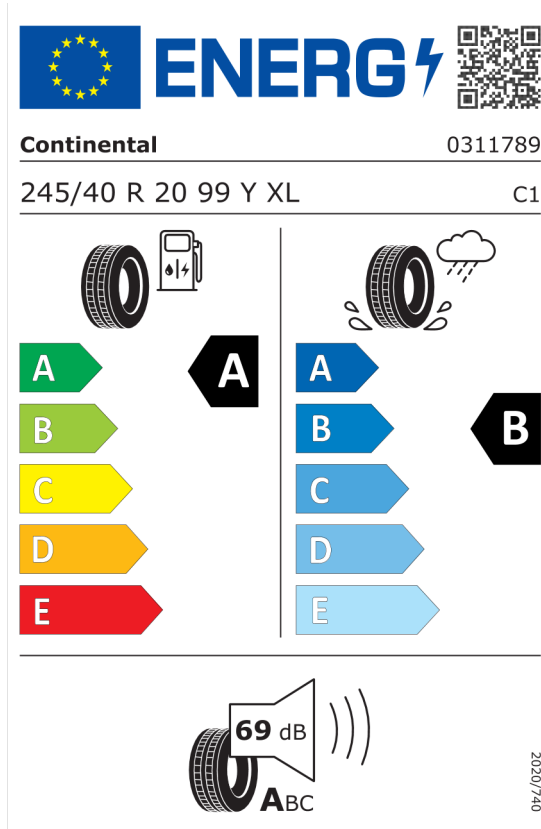 ENERG
Continental 0311789
245/40 R 20 99 Y XL C1
A A
B
C
D
E
A
B B
C
D
E
69 dB
ABC
2020/740